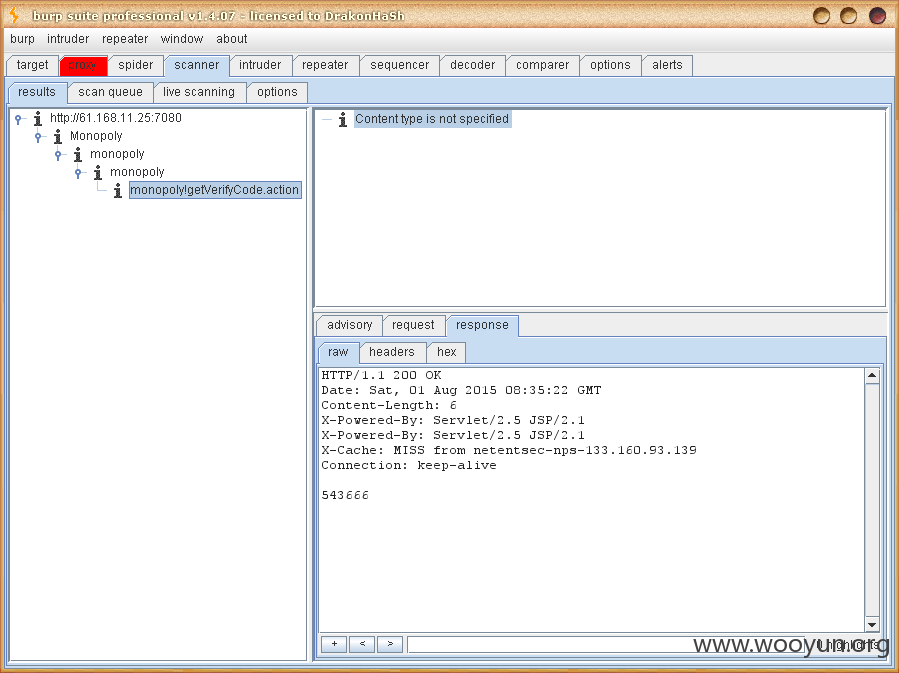 burp suite professional v1.4.07 - licensed to DrakonHaSh
burp intruder repeater window about
target proxy spider scanner intruder repeater sequencer decoder comparer options alerts
results scan queue live scanning options
http://61.168.11.25:7080
Monopoly
monopoly
monopoly
monopoly!getVerifyCode.action
Content type is not specified
advisory request response
raw headers hex
HTTP/1.1 200 OK
Date: Sat, 01 Aug 2015 08:35:22 GMT
Content-Length: 6
X-Powered-By: Servlet/2.5 JSP/2.1
X-Powered-By: Servlet/2.5 JSP/2.1
X-Cache: MISS from netentsec-nps-133.160.93.139
Connection: keep-alive
543666
+ < >
0 highlights
www.wooyun.org